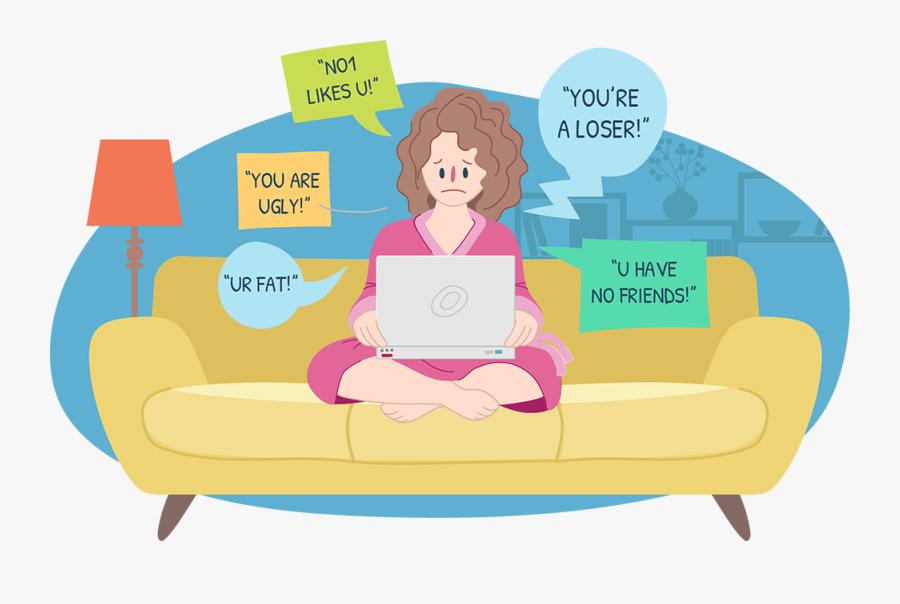 “NO1
LIKES U!”
“YOU’RE
A LOSER!”
“YOU ARE
UGLY!”
“UR FAT!”
“U HAVE
NO FRIENDS!”